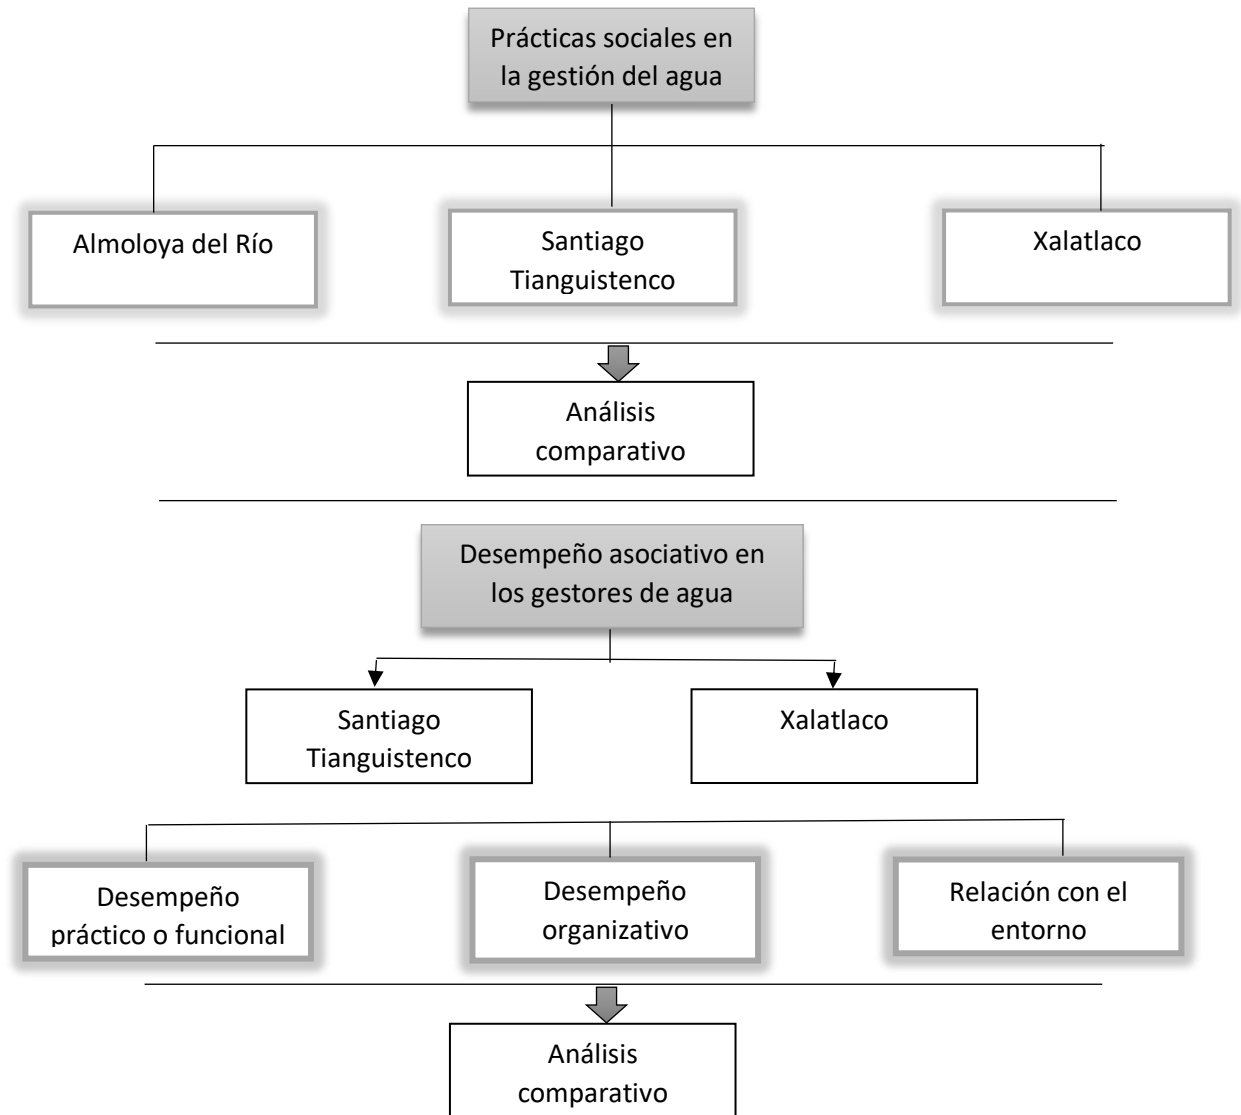 Prácticas sociales en
la gestión del agua
Almoloya del Río
Santiago
Tianguistenco
Xalatlaco
Análisis
comparativo
Desempeño asociativo en
los gestores de agua
Santiago
Tianguistenco
Xalatlaco
Desempeño
práctico o funcional
Desempeño
organizativo
Relación con el
entorno
Análisis
comparativo